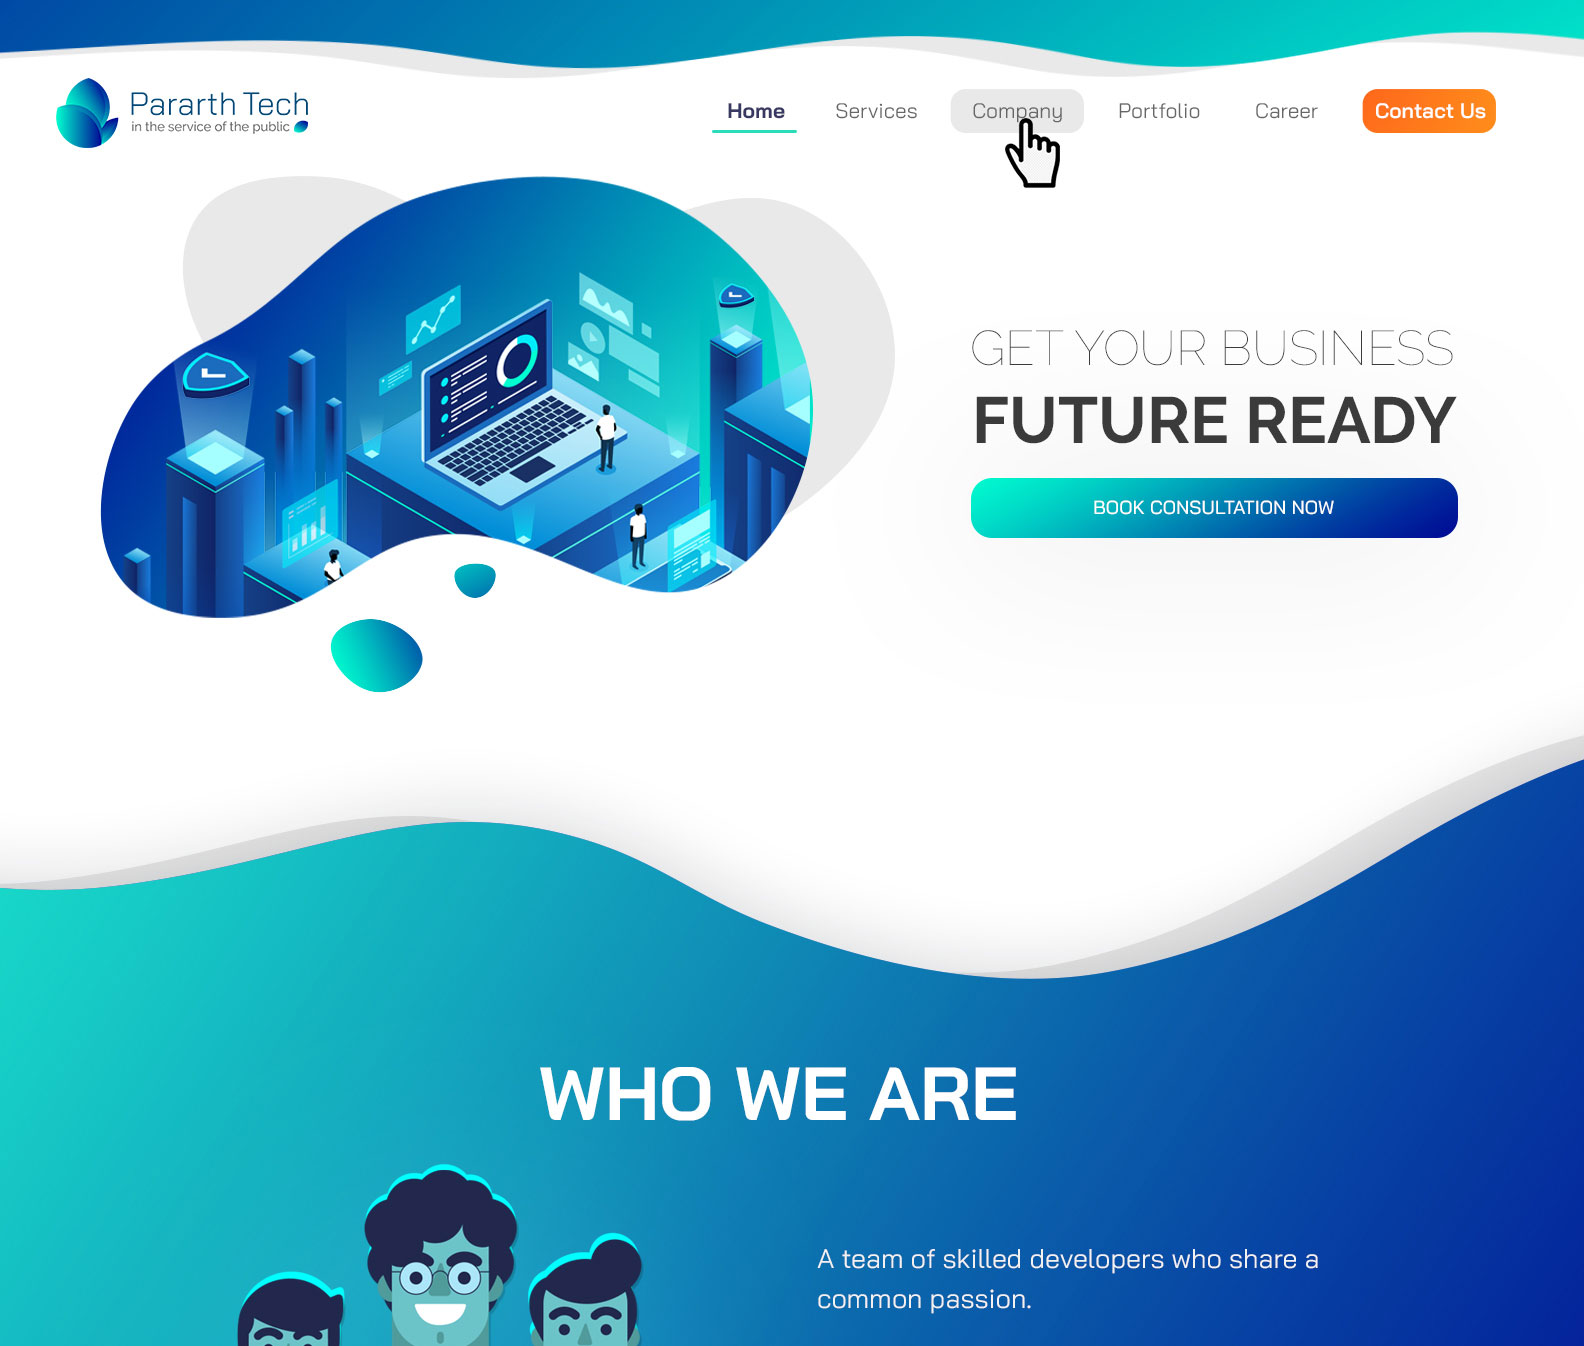 Pararth Tech
in the service of the public
Home
Services
Company
Portfolio
Career
Contact Us
GET YOUR BUSINESS
FUTURE READY
BOOK CONSULTATION NOW
WHO WE ARE
A team of skilled developers who share a
common passion.